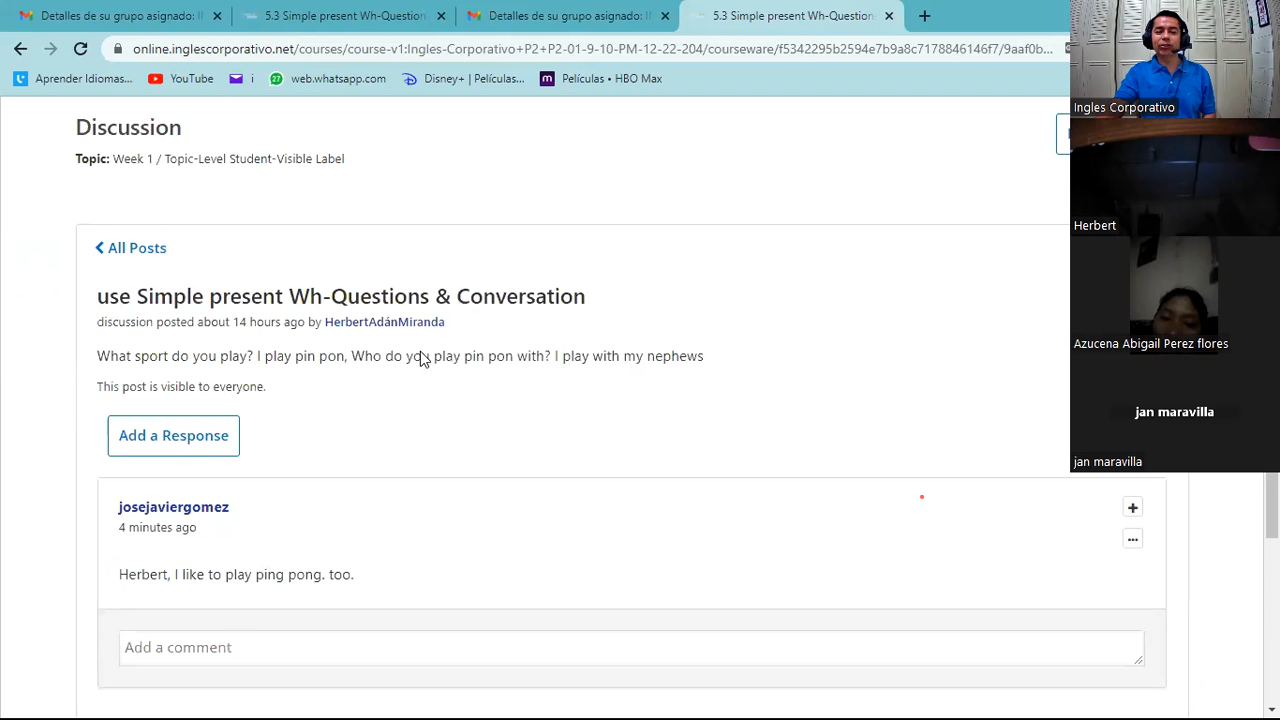 Detalles de su grupo asignado: II
5.3 Simple present Wh-Question
Detalles de su grupo asignado: II
5.3 Simple present Wh-Question
online.inglescorporativo.net/courses/course-v1:Ingles
P2+P2-01-9-10-PM-12-22-204/courseware/
Aprender Idiomas...
YouTube
i
web.whatsapp.com
Disney+ | Películas...
Películas • HBO Max
Discussion
Topic: Week 1 / Topic-Level Student-Visible Label
All Posts
use Simple present Wh-Questions & Conversation
discussion posted about 14 hours ago by HerbertAdánMiranda
What sport do you play? I play pin pon, Who do you play pin pon with? I play with my nephews
This post is visible to everyone.
Add a Response
josejaviergomez
4 minutes ago
Herbert, I like to play ping pong. too.
Add a comment
Ingles Corporativo
Herbert
Azucena Abigail Perez flores
jan maravilla
jan maravilla